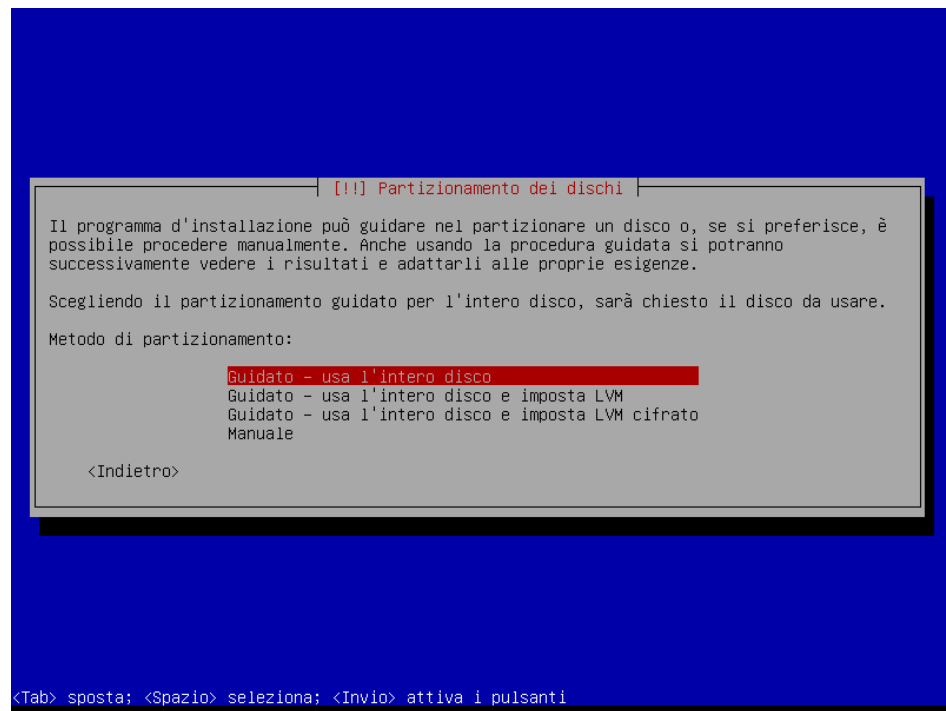 [!!] Partizionamento dei dischi
Il programma d'installazione può guidare nel partizionare un disco o, se si preferisce, è
possibile procedere manualmente. Anche usando la procedura guidata si potranno
successivamente vedere i risultati e adattarli alle proprie esigenze.
Scegliendo il partizionamento guidato per l'intero disco, sarà chiesto il disco da usare.
Metodo di partizionamento:
Guidato - usa l'intero disco
Guidato - usa l'intero disco e imposta LVM
Guidato - usa l'intero disco e imposta LVM cifrato
Manuale
<Indietro>
<Tab> sposta; <Spazio> seleziona; <Invio> attiva i pulsanti